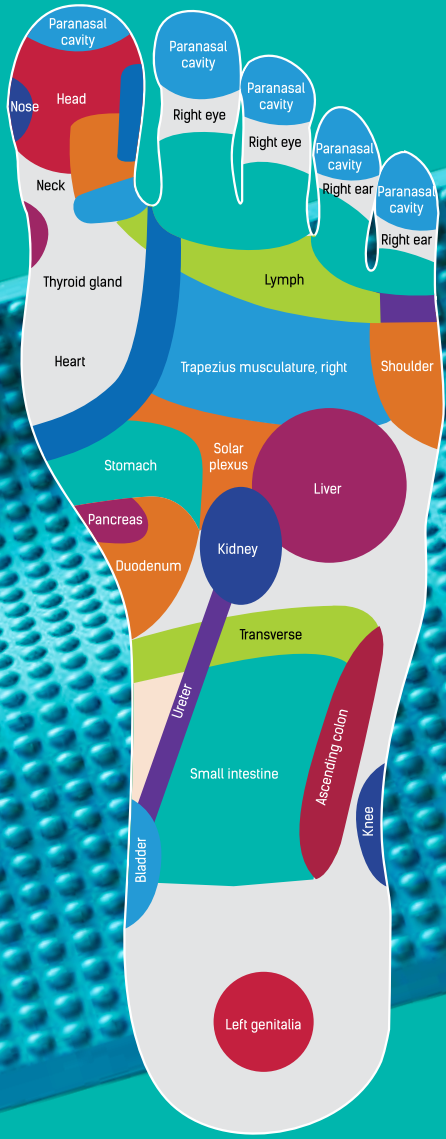 Paranasal
cavity
Paranasal
cavity
Paranasal
cavity
Nose
Head
Right eye
Right eye
Paranasal
cavity
Neck
Right ear
Paranasal
cavity
Right ear
Thyroid gland
Lymph
Heart
Trapezius musculature, right
Shoulder
Stomach
Solar
plexus
Liver
Pancreas
Kidney
Duodenum
Transverse
Ureter
Small intestine
Ascending colon
Knee
Bladder
Left genitalia